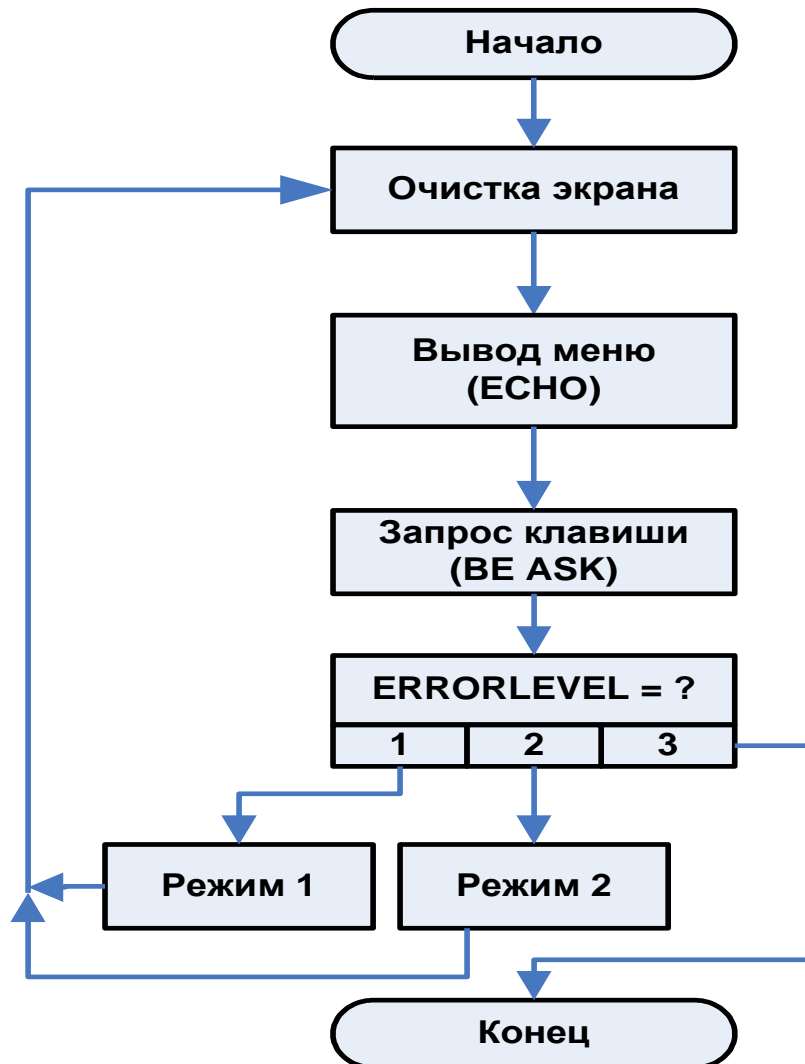 Начало
Очистка экрана
Вывод меню
(ECHO)
Запрос клавиши
(BE ASK)
ERRORLEVEL = ?
1 2 3
Режим 1 Режим 2
Конец